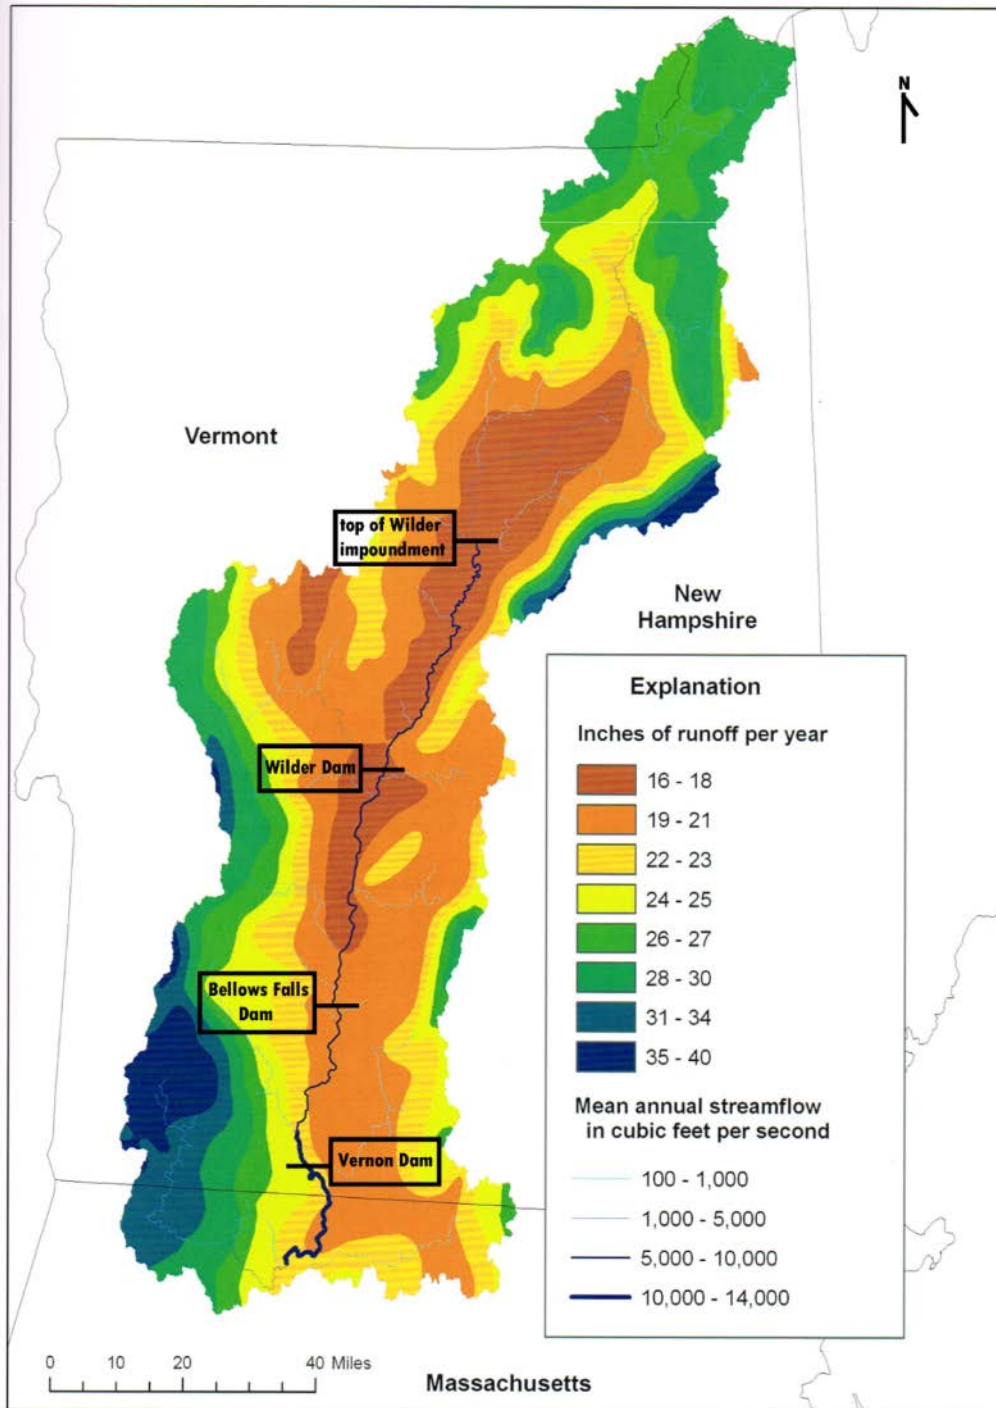 N
Vermont
top of Wilder
impoundment
New
Hampshire
Wilder Dam
Bellows Falls
Dam
Vernon Dam
Explanation
Inches of runoff per year
16 - 18
19 - 21
22 - 23
24 - 25
26 - 27
28 - 30
31 - 34
35 - 40
Mean annual streamflow
in cubic feet per second
100 - 1,000
1,000 - 5,000
5,000 - 10,000
10,000 - 14,000
0 10 20 40 Miles
Massachusetts